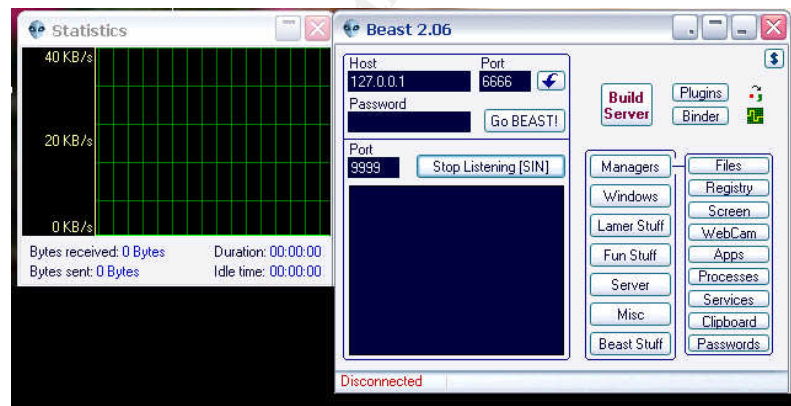 Statistics
40 KB/s
20 KB/s
0 KB/s
Bytes received: 0 Bytes
Duration: 00:00:00
Bytes sent: 0 Bytes
Idle time: 00:00:00
Beast 2.06
Host
Port
127.0.0.1
6666
Password
Go BEAST!
Port
9999
Stop Listening [SIN]
Build
Server
Plugins
Binder
$
Managers
Windows
Lamer Stuff
Fun Stuff
Server
Misc
Beast Stuff
Files
Registry
Screen
WebCam
Apps
Processes
Services
Clipboard
Passwords
Disconnected